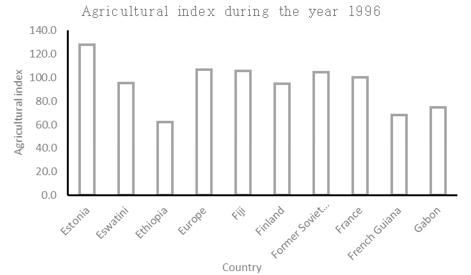 Agricultural index during the year 1996
Agricultural index
140.0
120.0
100.0
80.0
60.0
40.0
20.0
0.0
Estonia
Eswatini
Ethiopia
Europe
Fiji
Finland
Former Soviet...
France
French Guiana
Gabon
Country